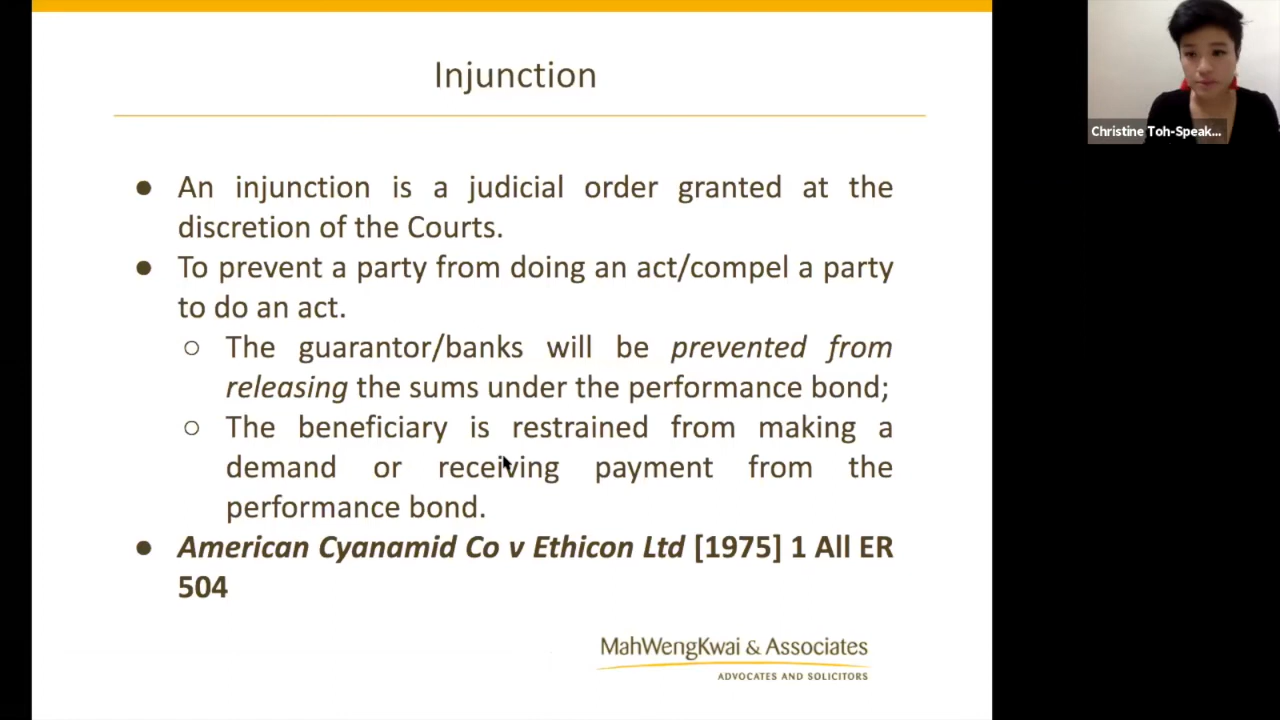 Injunction
● An injunction is a judicial order granted at the
discretion of the Courts.
● To prevent a party from doing an act/compel a party
to do an act.
○ The guarantor/banks will be prevented from
releasing the sums under the performance bond;
○ The beneficiary is restrained from making a
demand or receiving payment from the
performance bond.
● American Cyanamid Co v Ethicon Ltd [1975] 1 All ER
504
MahWengKwai & Associates
ADVOCATES AND SOLICITORS
Christine Toh-Speak...